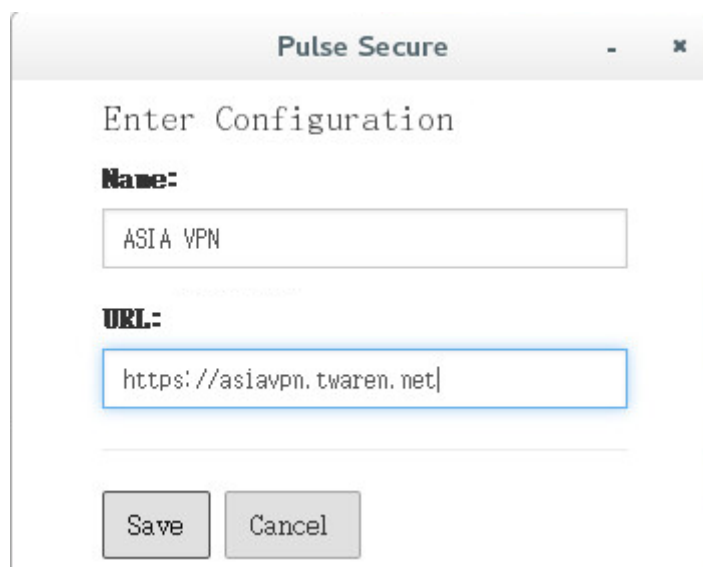 Pulse Secure
Enter Configuration
Name:
ASIA VPN
URL:
https://asiavpn.twaren.net
Save Cancel